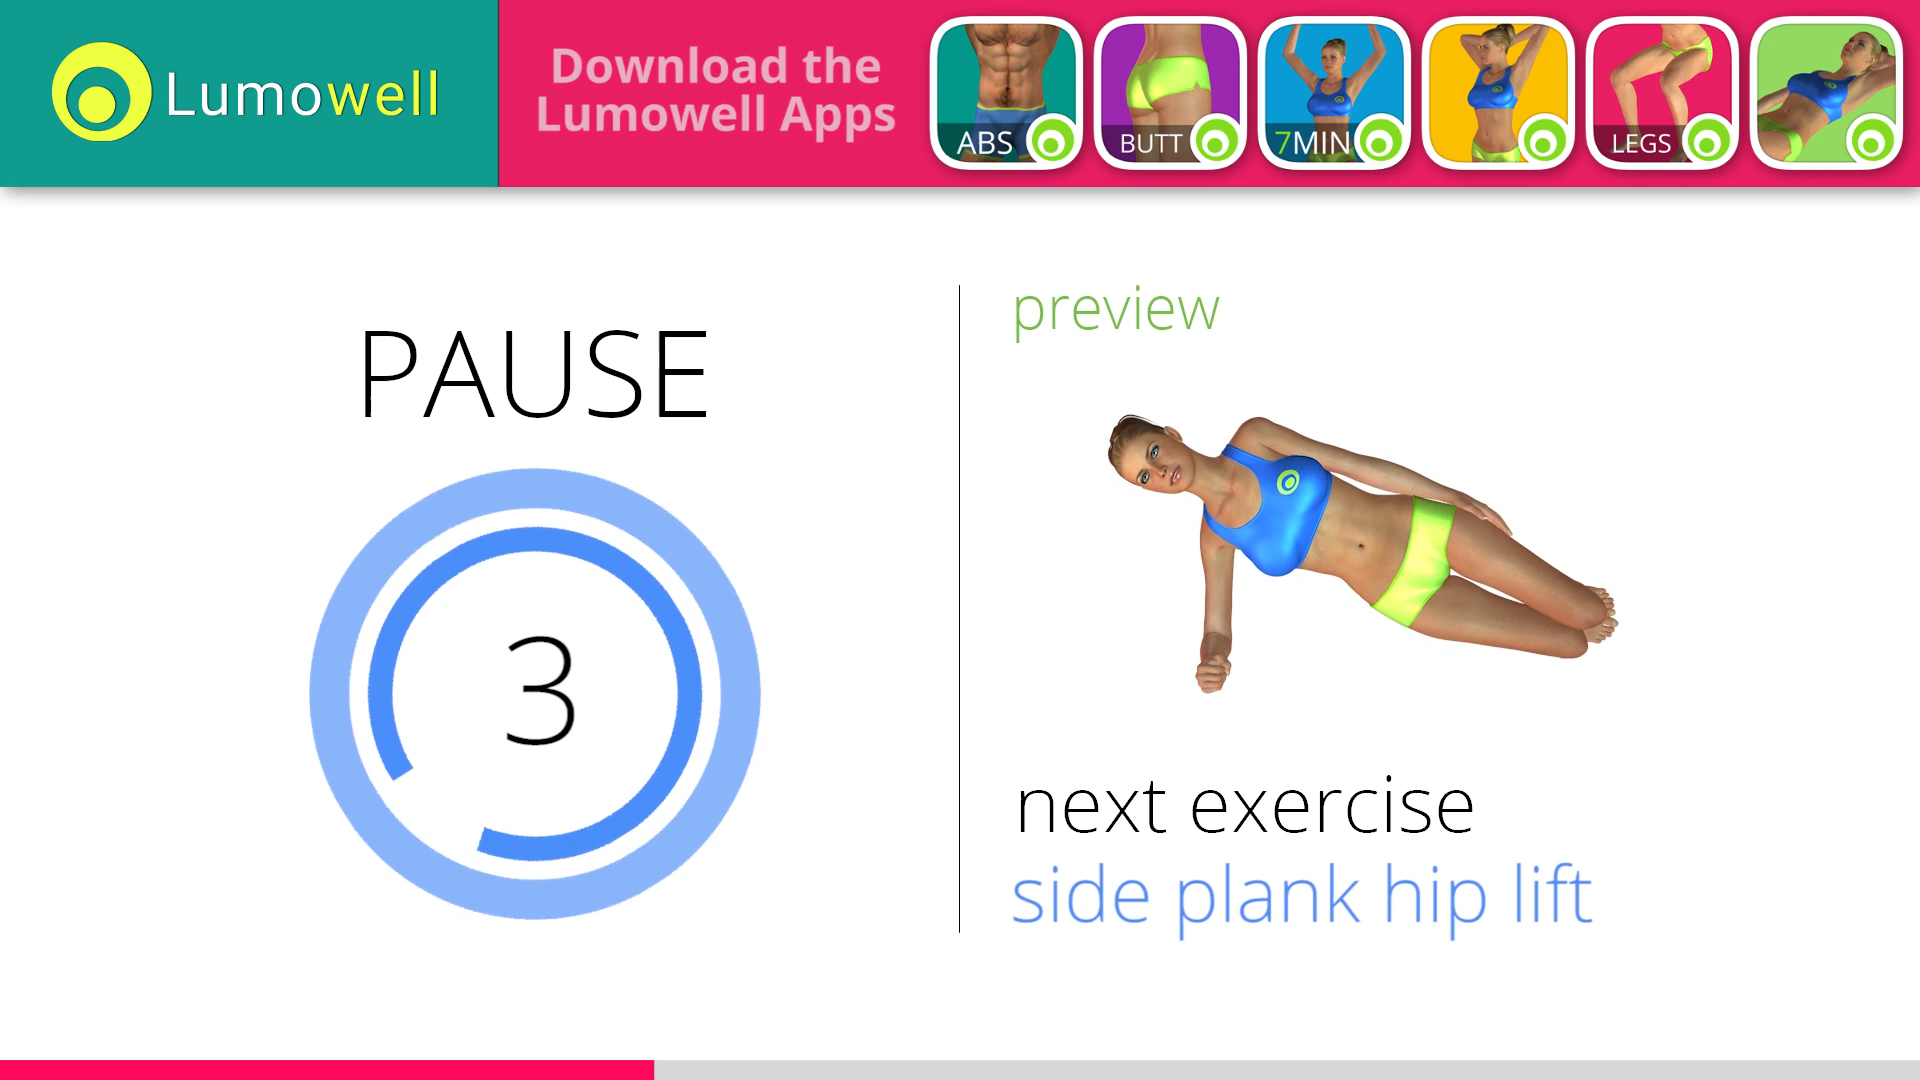 Lumowell
Download the
Lumowell Apps
ABS
BUTT
7MIN
LEGS
PAUSE
3
preview
next exercise
side plank hip lift